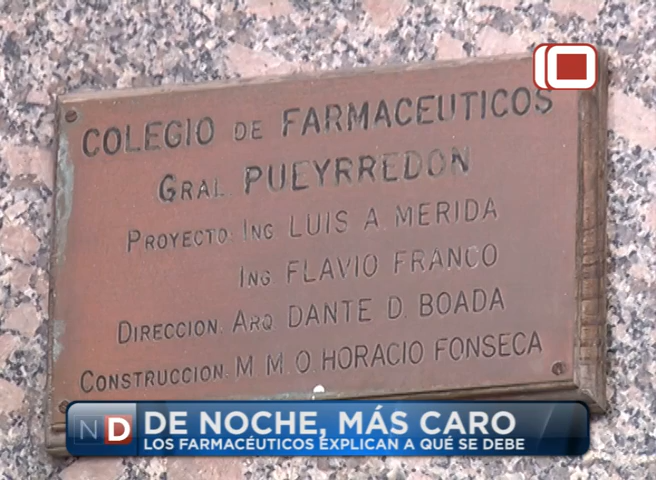 COLEGIO DE FARMACEUTICOS
GRAL. PUEYRREDON
PROYECTO: ING LUIS A. MERIDA
ING FLAVIO FRANCO
DIRECCION: ARQ. DANTE D. BOADA
CONSTRUCCION: M.M.O. HORACIO FONSECA
ND DE NOCHE, MÁS CARO
LOS FARMACÉUTICOS EXPLICAN A QUÉ SE DEBE